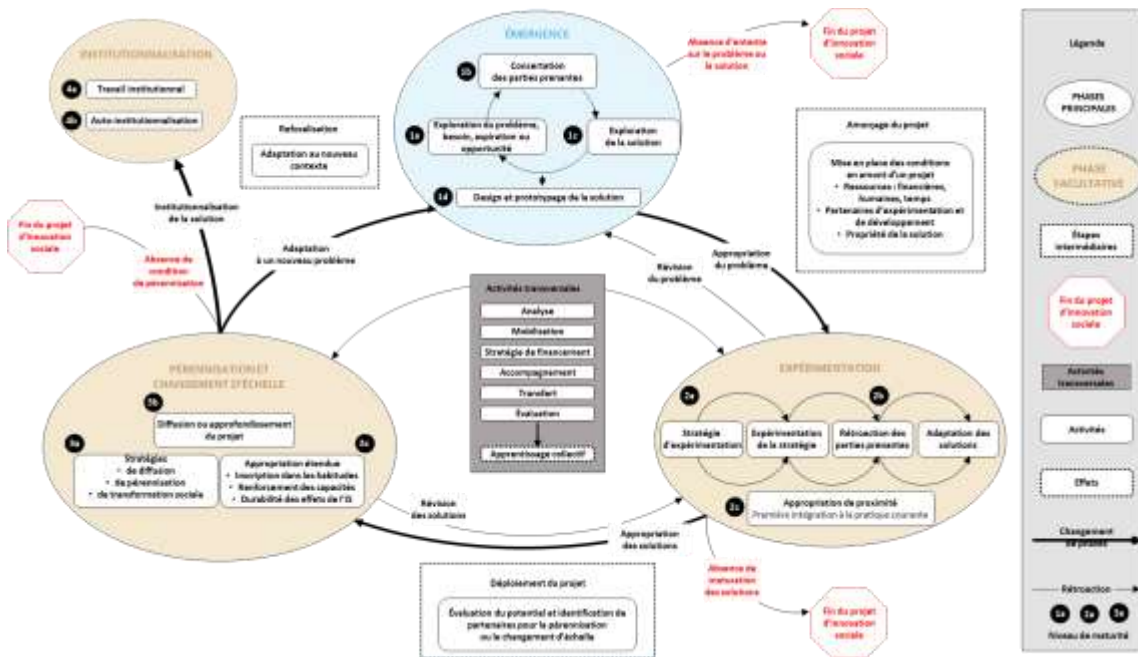 INSTITUTIONNALISATION
4a
Travail institutionnel
4b
Auto-institutionnalisation
ÉMERGENCE
1b
Concertation
des parties prenantes
1a
Exploration du problème,
besoin, aspiration ou
opportunité
1c
Exploration
de la solution
1d
Design et prototypage de la solution
Absence d'entente
sur le problème ou
la solution
Fin du projet
d'innovation
sociale
Refocalisation
Adaptation au nouveau
contexte
Amorçage du projet
Mise en place des conditions
en amont d'un projet
• Ressources : financières,
humaines, temps
• Partenaires d'expérimentation et
de développement
• Propriété de la solution
Institutionnalisation
de la solution
Fin du projet
d'innovation
sociale
Absence de
condition
de pérennisation
Adaptation
à un nouveau problème
Révision
du problème
Appropriation
du problème
Activités transversales
Analyse
Mobilisation
Stratégie de financement
Accompagnement
Transfert
Évaluation
Apprentissage collectif
PÉRENNISATION ET
CHANGEMENT D'ÉCHELLE
3b
Diffusion ou approfondissement
du projet
3a
Stratégies
• de diffusion
• de pérennisation
• de transformation sociale
3c
Appropriation étendue
• Inscription dans les habitudes
• Renforcement des capacités
• Durabilité des effets de l'IS
EXPÉRIMENTATION
2a
2b
Stratégie
d'expérimentation
Expérimentation
de la stratégie
Rétroaction des
parties prenantes
Adaptation des
solutions
2c
Appropriation de proximité
Première intégration à la pratique courante
Révision
des solutions
Appropriation
des solutions
Absence de
maturation
des solutions
Fin du projet
d'innovation
sociale
Déploiement du projet
Évaluation du potentiel et identification de
partenaires pour la pérennisation
ou le changement d'échelle
Légende
PHASES
PRINCIPALES
PHASE
FACULTATIVE
Étapes
intermédiaires
Fin du projet
d'innovation
sociale
Activités
transversales
Activités
Effets
Changement
de phases
Rétroaction
1a 2a 3a
Niveau de maturité